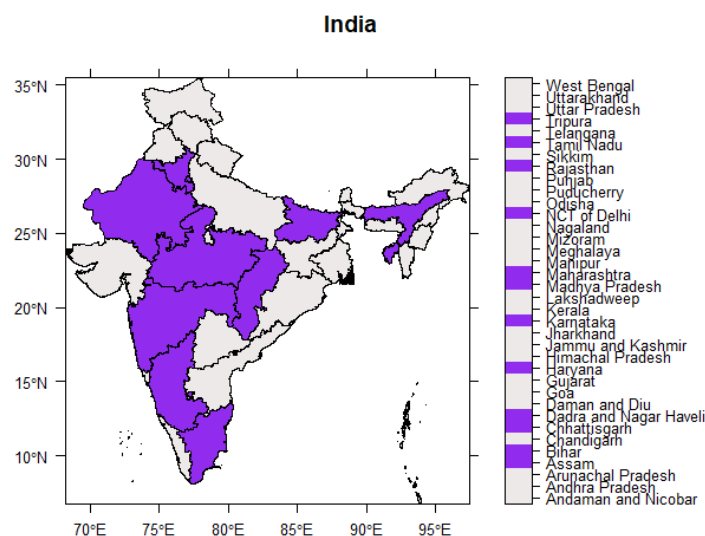 India
35°N
30°N
25°N
20°N
15°N
10°N
70°E 75°E 80°E 85°E 90°E 95°E
West Bengal
Uttarakhand
Uttar Pradesh
Tripura
Telangana
Tamil Nadu
Sikkim
Rajasthan
Punjab
Puducherry
Odisha
NCT of Delhi
Nagaland
Mizoram
Meghalaya
Manipur
Maharashtra
Madhya Pradesh
Lakshadweep
Kerala
Karnataka
Jharkhand
Jammu and Kashmir
Himachal Pradesh
Haryana
Gujarat
Goa
Daman and Diu
Dadra and Nagar Haveli
Chhattisgarh
Chandigarh
Bihar
Assam
Arunachal Pradesh
Andhra Pradesh
Andaman and Nicobar